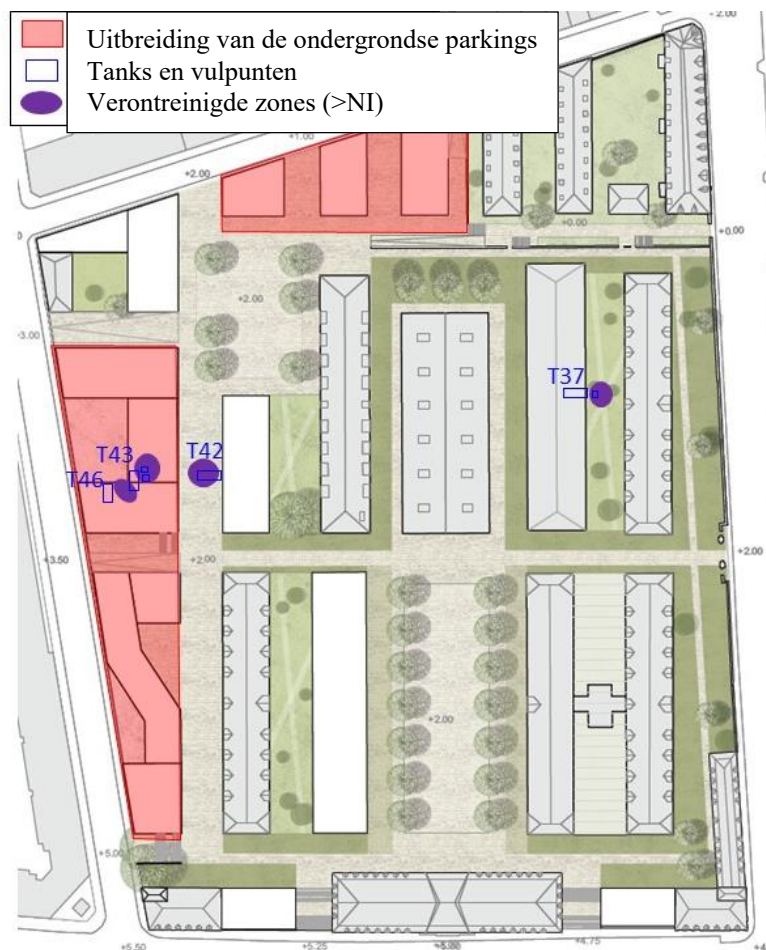 Uitbreiding van de ondergrondse parkings
Tanks en vulpunten
Verontreinigde zones (>NI)
2.00
+1.00
+2.00
+0.00
+0.00
+2.00
-3.00
T37
T43
T42
T46
+3.50
+2.00
+2.00
+2.00
+5.00
+5.50
+5.25
+4.75